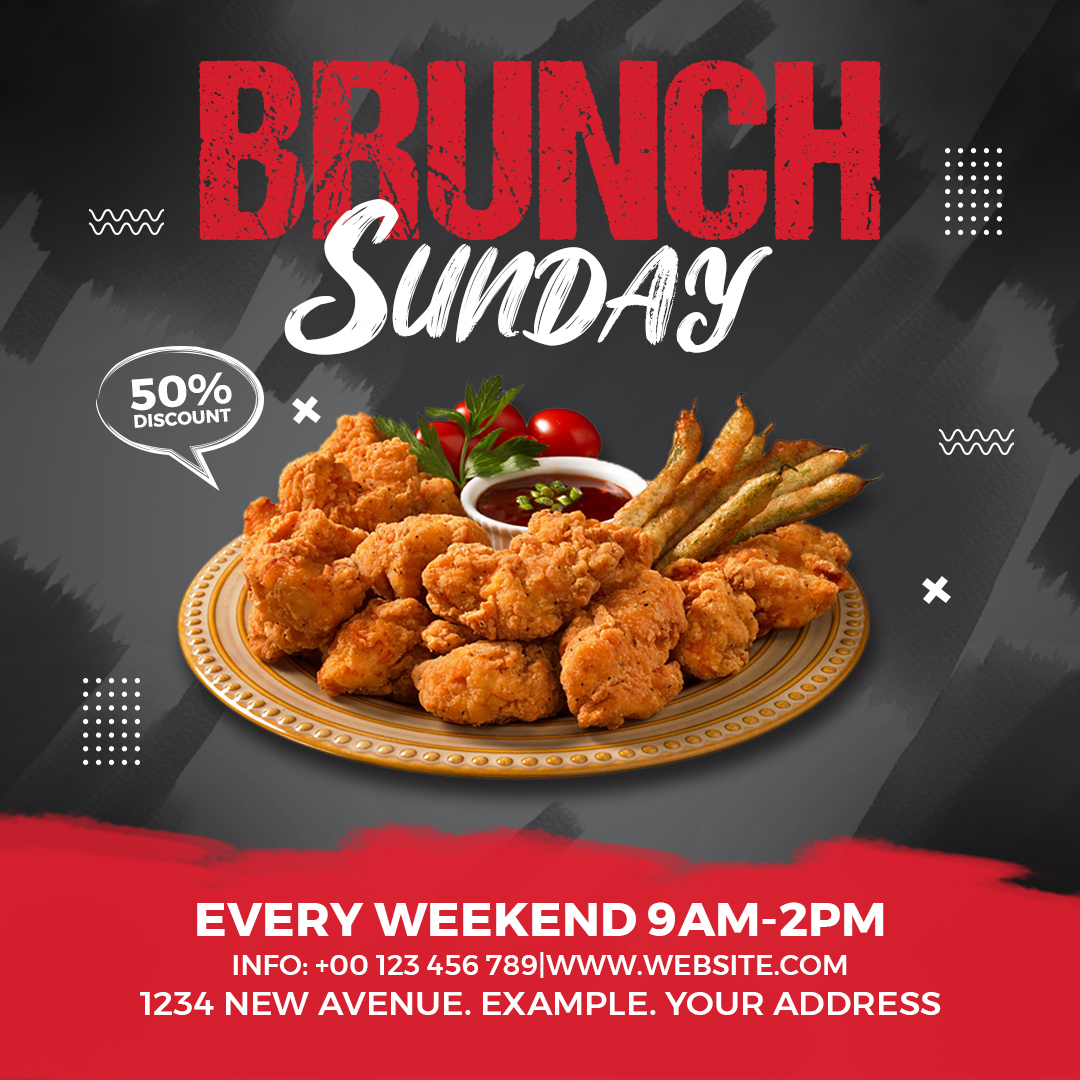 BRUNCH
SUNDAY
50%
DISCOUNT
EVERY WEEKEND 9AM-2PM
INFO: +00 123 456 789|WWW.WEBSITE.COM
1234 NEW AVENUE. EXAMPLE. YOUR ADDRESS